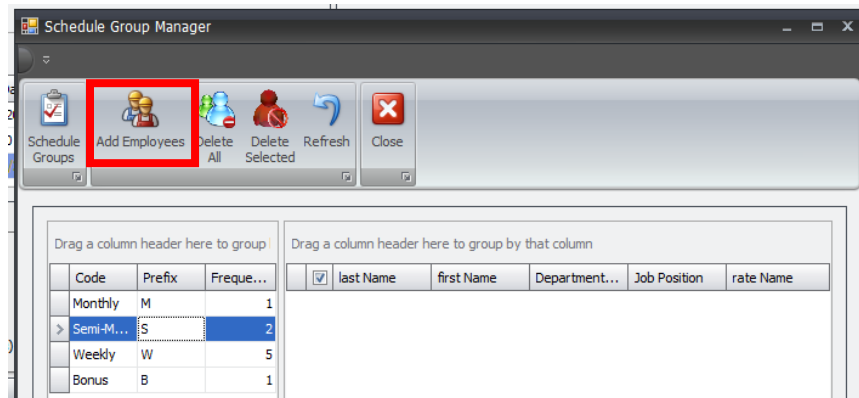 Schedule Group Manager
Schedule Groups
Add Employees
Delete All
Delete Selected
Refresh
Close
Drag a column header here to group
Drag a column header here to group by that column
Code Prefix Freque...
last Name first Name Department... Job Position rate Name
Monthly M 1
Semi-M... S 2
Weekly W 5
Bonus B 1